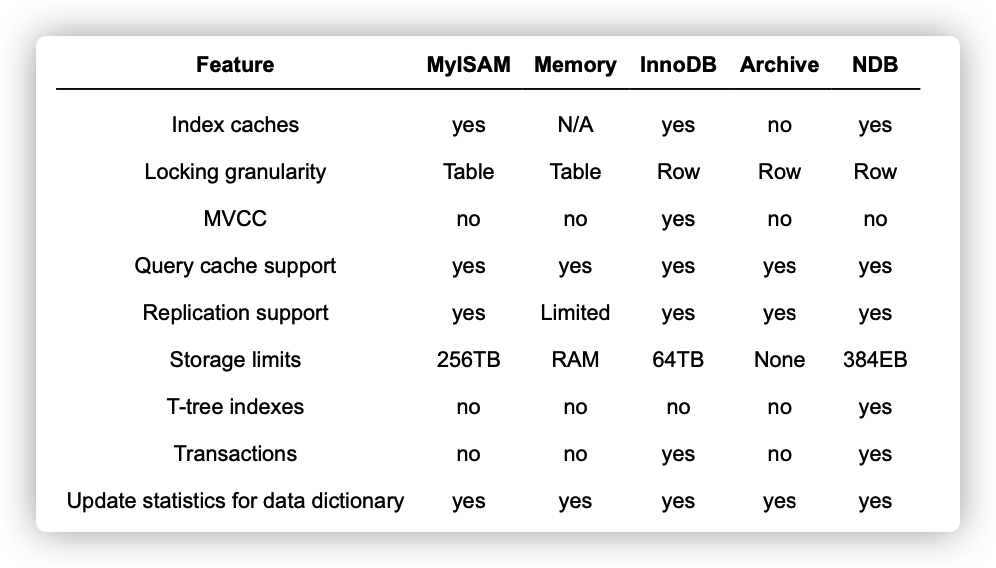 Feature MyISAM Memory InnoDB Archive NDB
Index caches yes N/A yes no yes
Locking granularity Table Table Row Row Row
MVCC no no yes no no
Query cache support yes yes yes yes yes
Replication support yes Limited yes yes yes
Storage limits 256TB RAM 64TB None 384EB
T-tree indexes no no no no yes
Transactions no no yes no yes
Update statistics for data dictionary yes yes yes yes yes